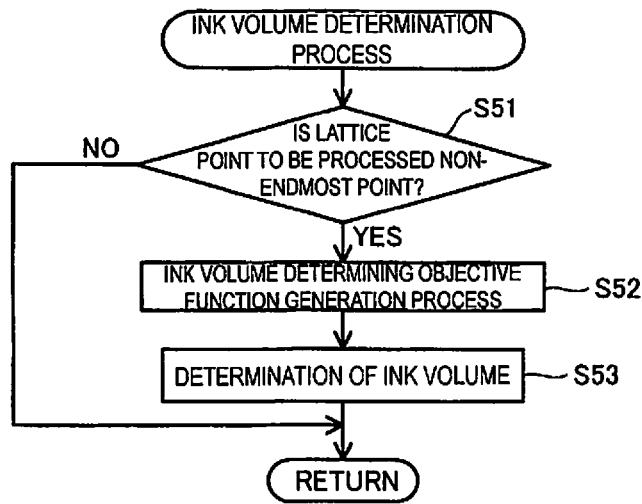 INK VOLUME DETERMINATION
PROCESS
S51
IS LATTICE
POINT TO BE PROCESSED NON-
ENDMOST POINT?
NO
YES
INK VOLUME DETERMINING OBJECTIVE
FUNCTION GENERATION PROCESS
S52
DETERMINATION OF INK VOLUME
S53
RETURN